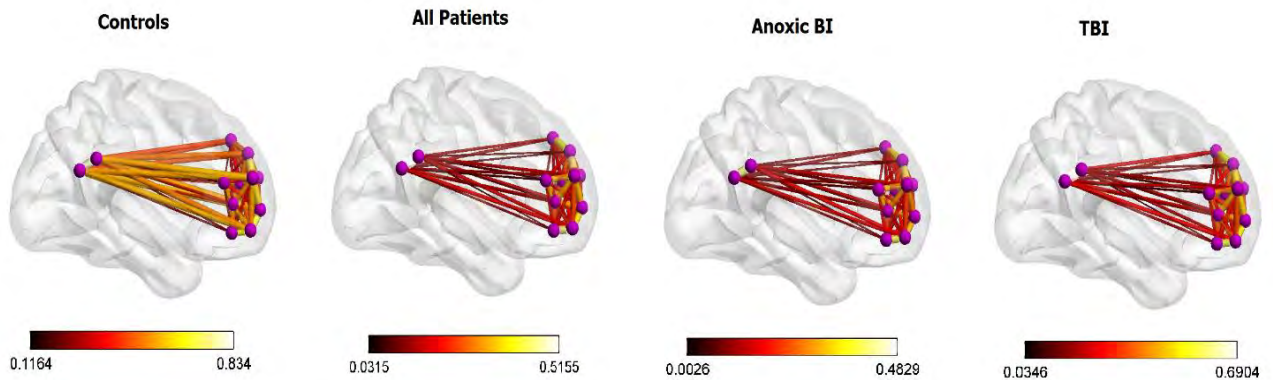 Controls
All Patients
Anoxic BI
TBI
0.1164 0.834
0.0315 0.5155
0.0026 0.4829
0.0346 0.6904